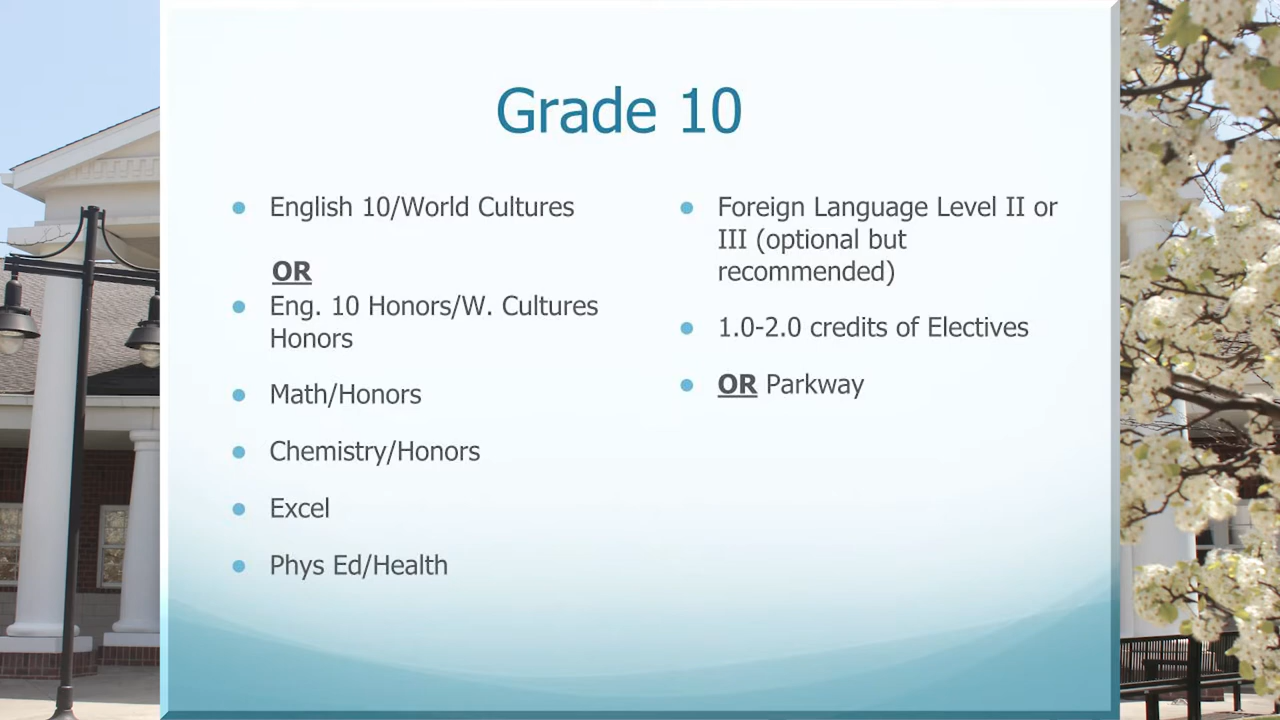 Grade 10
English 10/World Cultures
OR
Eng. 10 Honors/W. Cultures
Honors
Math/Honors
Chemistry/Honors
Excel
Phys Ed/Health
Foreign Language Level II or
III (optional but
recommended)
1.0-2.0 credits of Electives
OR Parkway